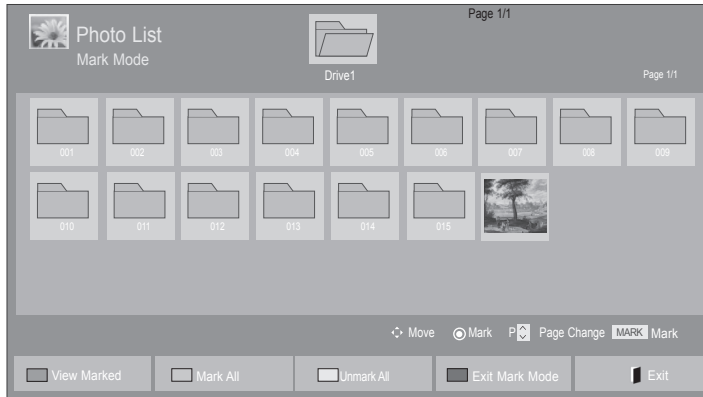 Page 1/1
Photo List
Mark Mode
Drive1
Page 1/1
001 002 003 004 005 006 007 008 009
010 011 012 013 014 015
Move Mark P Page Change MARK Mark
View Marked Mark All Unmark All Exit Mark Mode Exit